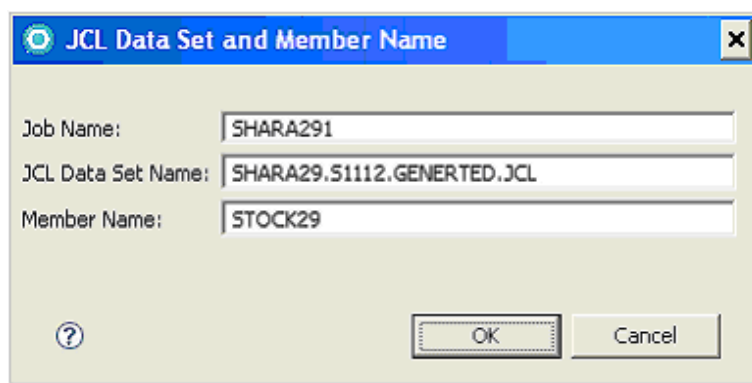 JCL Data Set and Member Name
Job Name: SHARA291
JCL Data Set Name: SHARA29.S1112.GENERTED.JCL
Member Name: STOCK29
? OK Cancel